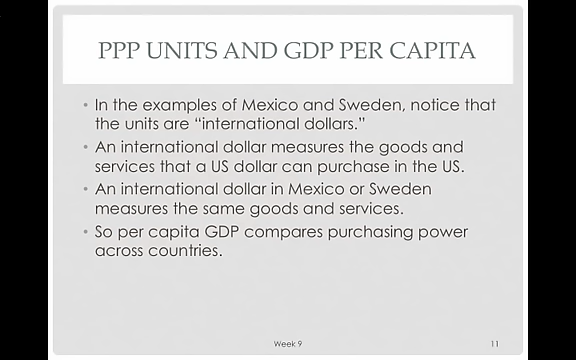 PPP UNITS AND GDP PER CAPITA
• In the examples of Mexico and Sweden, notice that
the units are “international dollars.”
• An international dollar measures the goods and
services that a US dollar can purchase in the US.
• An international dollar in Mexico or Sweden
measures the same goods and services.
• So per capita GDP compares purchasing power
across countries.
Week 9
11